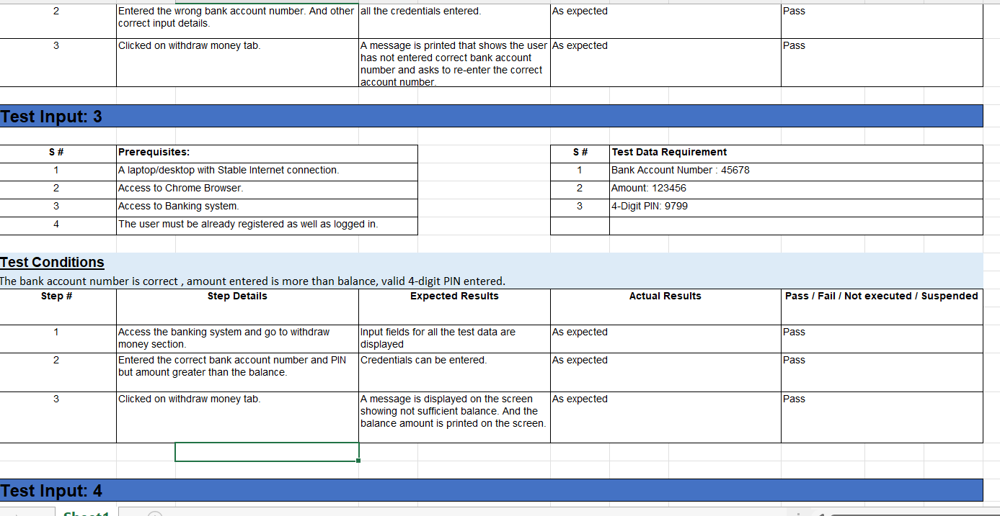 2 Entered the wrong bank account number. And other all the credentials entered. As expected Pass
correct input details.
3 Clicked on withdraw money tab. A message is printed that shows the user As expected Pass
has not entered correct bank account
number and asks to re-enter the correct
account number.
Test Input: 3
S # Prerequisites: S # Test Data Requirement
1 A laptop/desktop with Stable Internet connection. 1 Bank Account Number : 45678
2 Access to Chrome Browser. 2 Amount: 123456
3 Access to Banking system. 3 4-Digit PIN: 9799
4 The user must be already registered as well as logged in.
Test Conditions
The bank account number is correct , amount entered is more than balance, valid 4-digit PIN entered.
Step # Step Details Expected Results Actual Results Pass / Fail / Not executed / Suspended
1 Access the banking system and go to withdraw Input fields for all the test data are As expected Pass
money section. displayed
2 Entered the correct bank account number and PIN Credentials can be entered. As expected Pass
but amount greater than the balance.
3 Clicked on withdraw money tab. A message is displayed on the screen As expected Pass
showing not sufficient balance. And the
balance amount is printed on the screen.
Test Input: 4
Sheet1